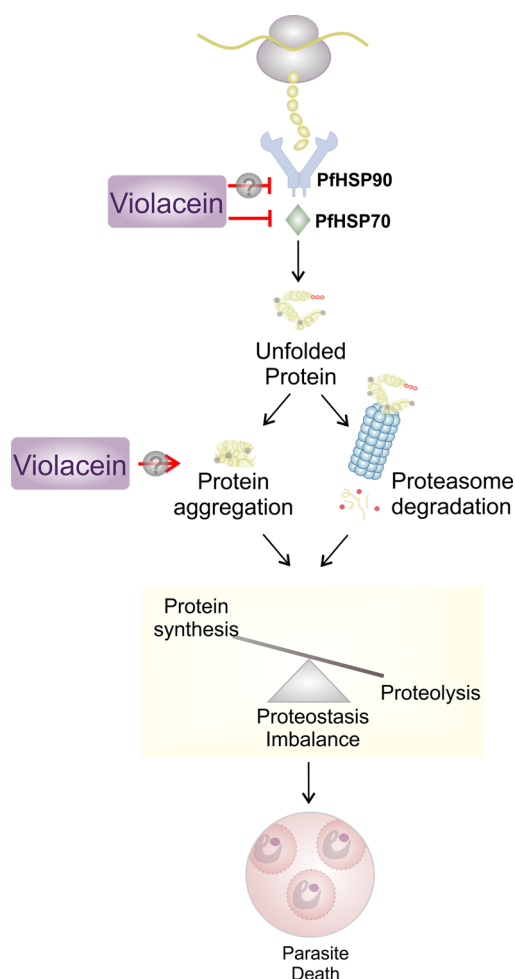 ?
PfHSP90
Violacein
PfHSP70
Unfolded
Protein
Violacein
?
Protein
aggregation
Proteasome
degradation
Protein
synthesis
Proteolysis
Proteostasis
Imbalance
Parasite
Death